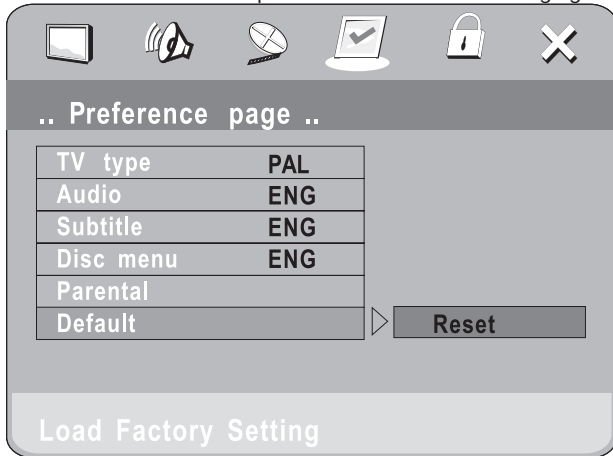 .. Preference page ..
TV type PAL
Audio ENG
Subtitle ENG
Disc menu ENG
Parental
Default Reset
Load Factory Setting